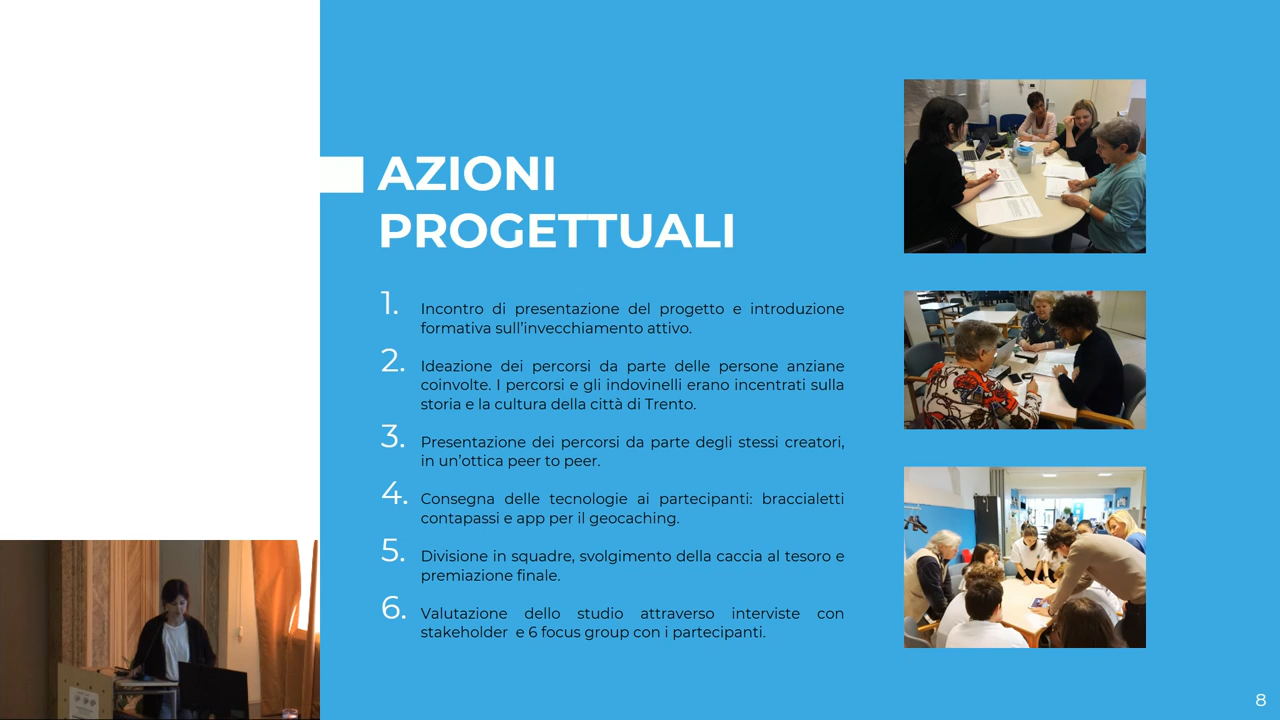 AZIONI
PROGETTUALI
1. Incontro di presentazione del progetto e introduzione
formativa sull'invecchiamento attivo.
2. Ideazione dei percorsi da parte delle persone anziane
coinvolte. I percorsi e gli indovinelli erano incentrati sulla
storia e la cultura della città di Trento.
3. Presentazione dei percorsi da parte degli stessi creatori,
in un'ottica peer to peer.
4. Consegna delle tecnologie ai partecipanti: braccialetti
contapassi e app per il geocaching.
5. Divisione in squadre, svolgimento della caccia al tesoro e
premiazione finale.
6. Valutazione dello studio attraverso interviste con
stakeholder e 6 focus group con i partecipanti.
8